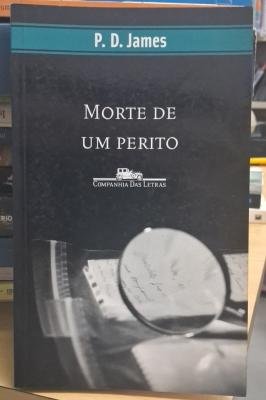 P. D. James
MORTE DE
UM PERITO
COMPANHIA DAS LETRAS